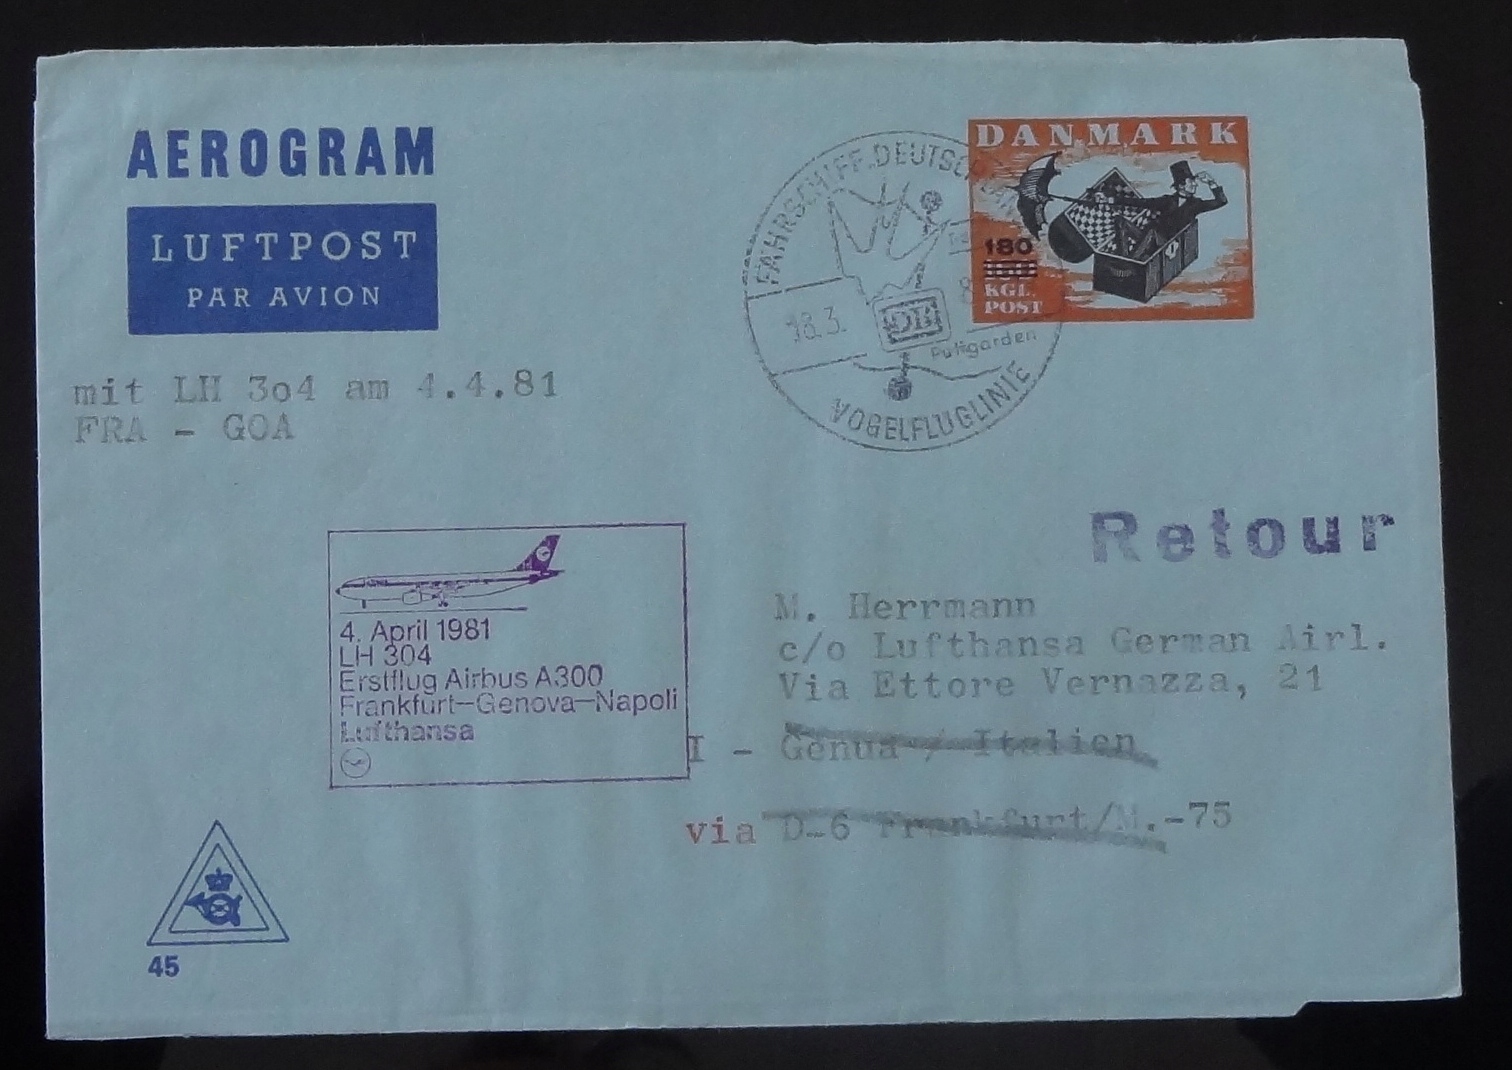 AEROGRAM
LUFTPOST
PAR AVION
mit LH 3o4 am 4.4.81
FRA - GOA
FÄHRSCHIFF
18.3.
DB
Puttgarden
VOGELFLUGLINIE
DANMARK
180
KGL.
POST
Retour
4. April 1981
LH 304
Erstflug Airbus A300
Frankfurt-Genova-Napoli
Lufthansa
M. Herrmann
c/o Lufthansa German Airl.
Via Ettore Vernazza, 21
I - Genua / Italien
via D-6 Frankfurt/M.-75
45